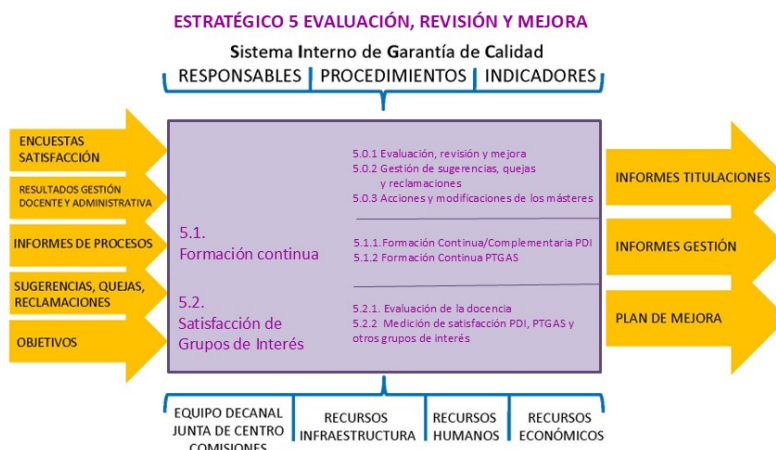 ESTRATÉGICO 5 EVALUACIÓN, REVISIÓN Y MEJORA
Sistema Interno de Garantía de Calidad
RESPONSABLES PROCEDIMIENTOS INDICADORES
ENCUESTAS
SATISFACCIÓN
RESULTADOS GESTIÓN
DOCENTE Y ADMINISTRATIVA
INFORMES DE PROCESOS
SUGERENCIAS, QUEJAS,
RECLAMACIONES
OBJETIVOS
5.0.1 Evaluación, revisión y mejora
5.0.2 Gestión de sugerencias, quejas
y reclamaciones
5.0.3 Acciones y modificaciones de los másteres
5.1.
Formación continua
5.1.1.Formación Continua/Complementaria PDI
5.1.2 Formación Continua PTGAS
5.2.
Satisfacción de
Grupos de Interés
5.2.1. Evaluación de la docencia
5.2.2 Medición de satisfacción PDI, PTGAS y
otros grupos de interés
INFORMES TITULACIONES
INFORMES GESTIÓN
PLAN DE MEJORA
EQUIPO DECANAL
JUNTA DE CENTRO
COMISIONES
RECURSOS
INFRAESTRUCTURA
RECURSOS
HUMANOS
RECURSOS
ECONÓMICOS